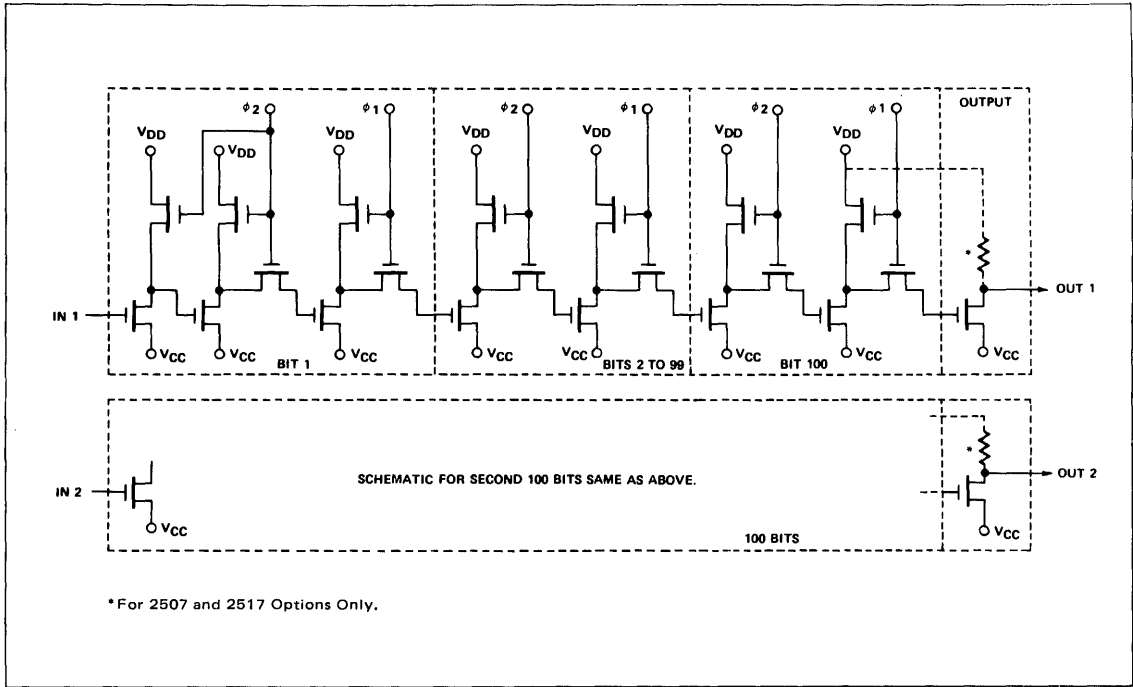 φ2 φ1 φ2 φ1 φ2 φ1 OUTPUT
VDD VDD VDD VDD VDD VDD VDD
*
OUT 1
IN 1
VCC VCC VCC VCC VCC VCC VCC VCC
BIT 1 BITS 2 TO 99 BIT 100
*
SCHEMATIC FOR SECOND 100 BITS SAME AS ABOVE.
OUT 2
IN 2
VCC VCC
100 BITS
*For 2507 and 2517 Options Only.